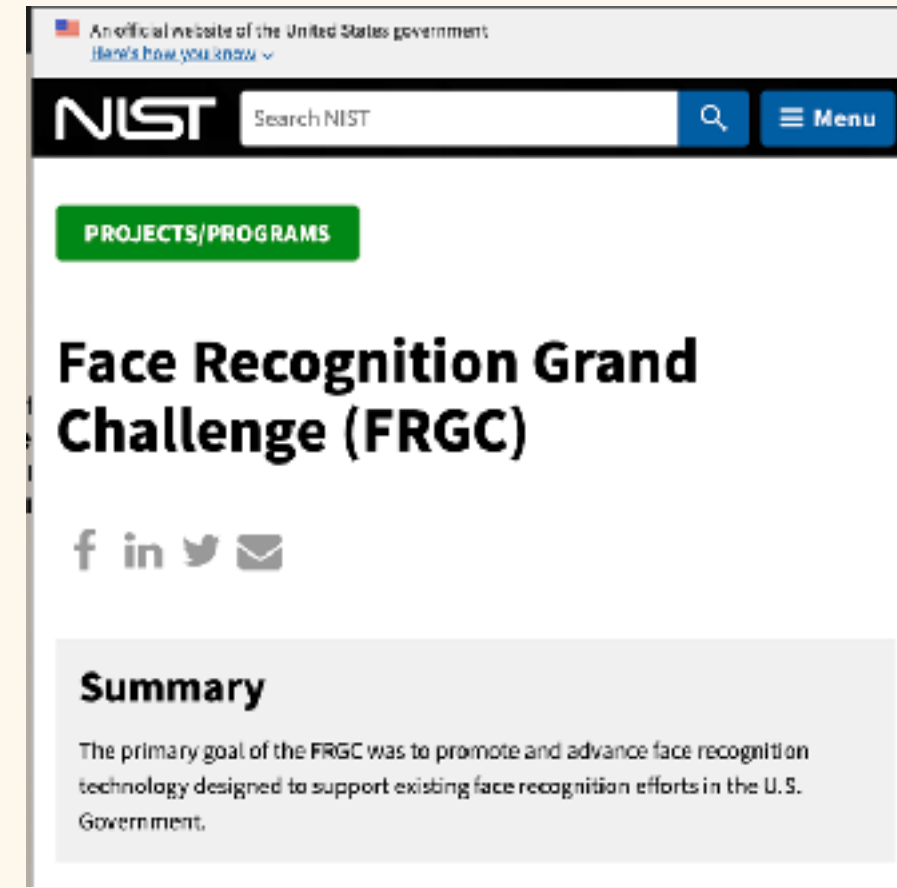 An official website of the United States government
Here's how you know
NIST
Search NIST
Menu
PROJECTS/PROGRAMS
Face Recognition Grand
Challenge (FRGC)
f in
Summary
The primary goal of the FRGC was to promote and advance face recognition
technology designed to support existing face recognition efforts in the U.S.
Government.